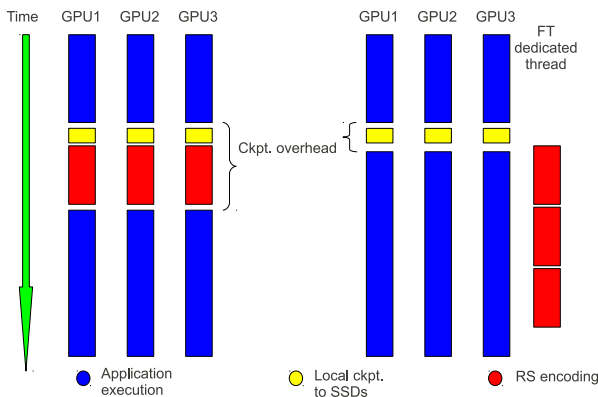 Time
GPU1 GPU2 GPU3
GPU1 GPU2 GPU3
FT
dedicated
thread
Ckpt. overhead
Application
execution
Local ckpt.
to SSDs
RS encoding